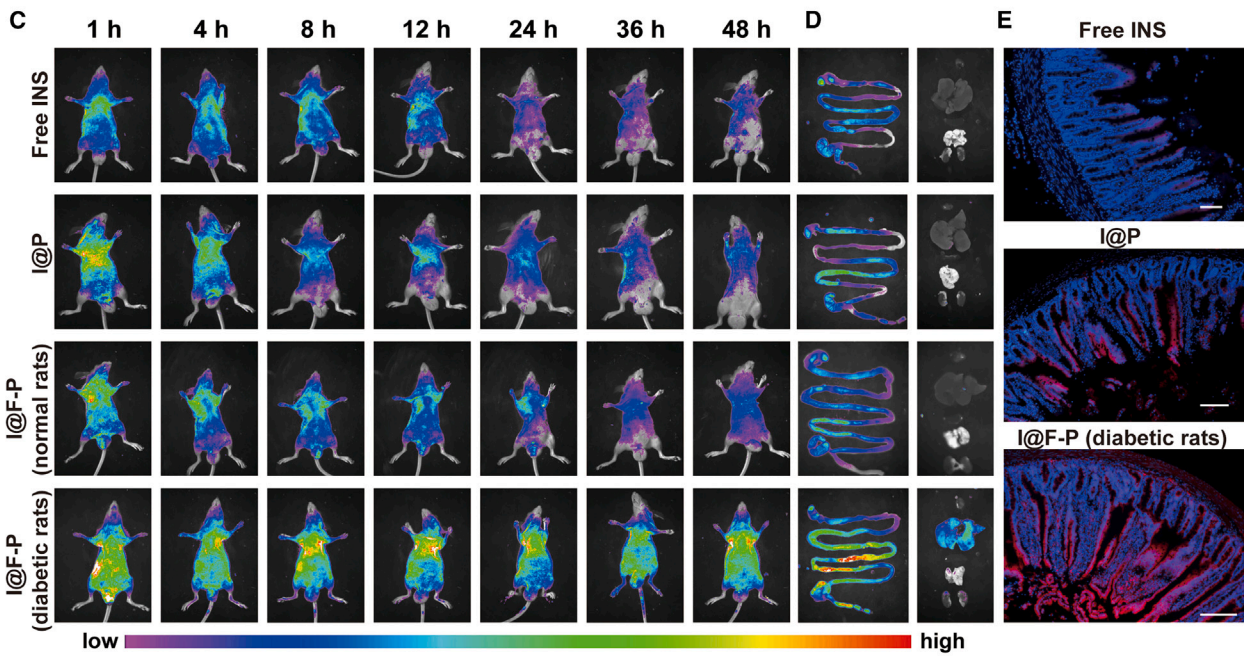 C
1 h 4 h 8 h 12 h 24 h 36 h 48 h
D
E
Free INS
Free INS
I@P
I@P
I@F-P
(normal rats)
I@F-P (diabetic rats)
I@F-P
(diabetic rats)
low high